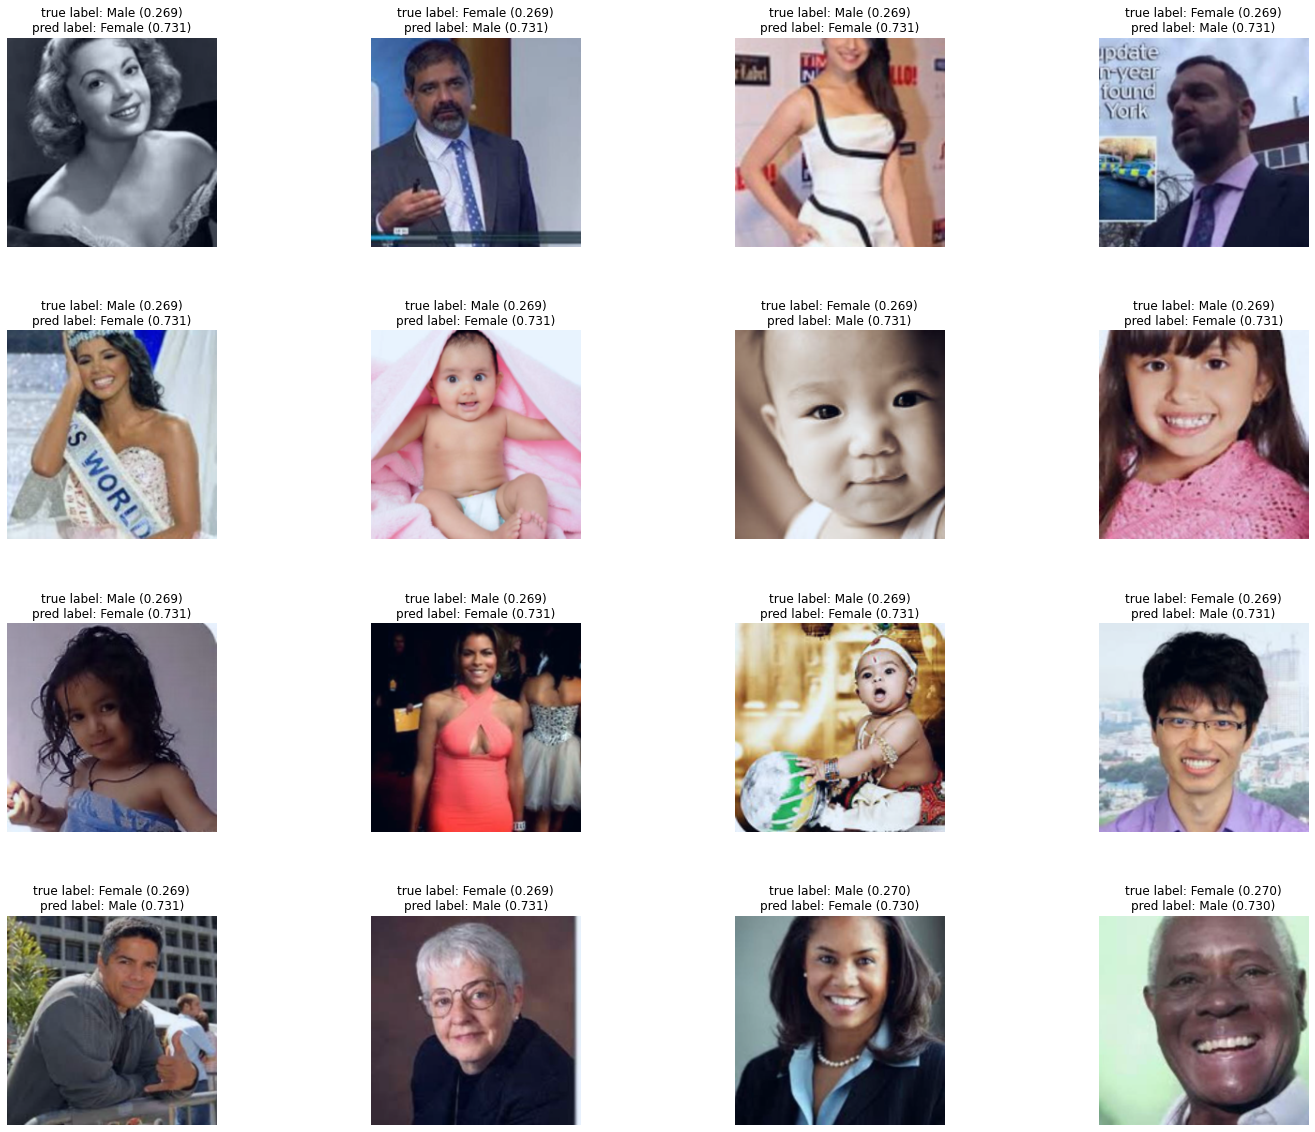 true label: Male (0.269)
pred label: Female (0.731)
true label: Female (0.269)
pred label: Male (0.731)
true label: Male (0.269)
pred label: Female (0.731)
true label: Female (0.269)
pred label: Male (0.731)
TIM
N
LLO!
update
n-year
found
York
true label: Male (0.269)
pred label: Female (0.731)
true label: Male (0.269)
pred label: Female (0.731)
true label: Female (0.269)
pred label: Male (0.731)
true label: Male (0.269)
pred label: Female (0.731)
SS WORLD
true label: Male (0.269)
pred label: Female (0.731)
true label: Male (0.269)
pred label: Female (0.731)
true label: Male (0.269)
pred label: Female (0.731)
true label: Female (0.269)
pred label: Male (0.731)
true label: Female (0.269)
pred label: Male (0.731)
true label: Female (0.269)
pred label: Male (0.731)
true label: Male (0.270)
pred label: Female (0.730)
true label: Female (0.270)
pred label: Male (0.730)